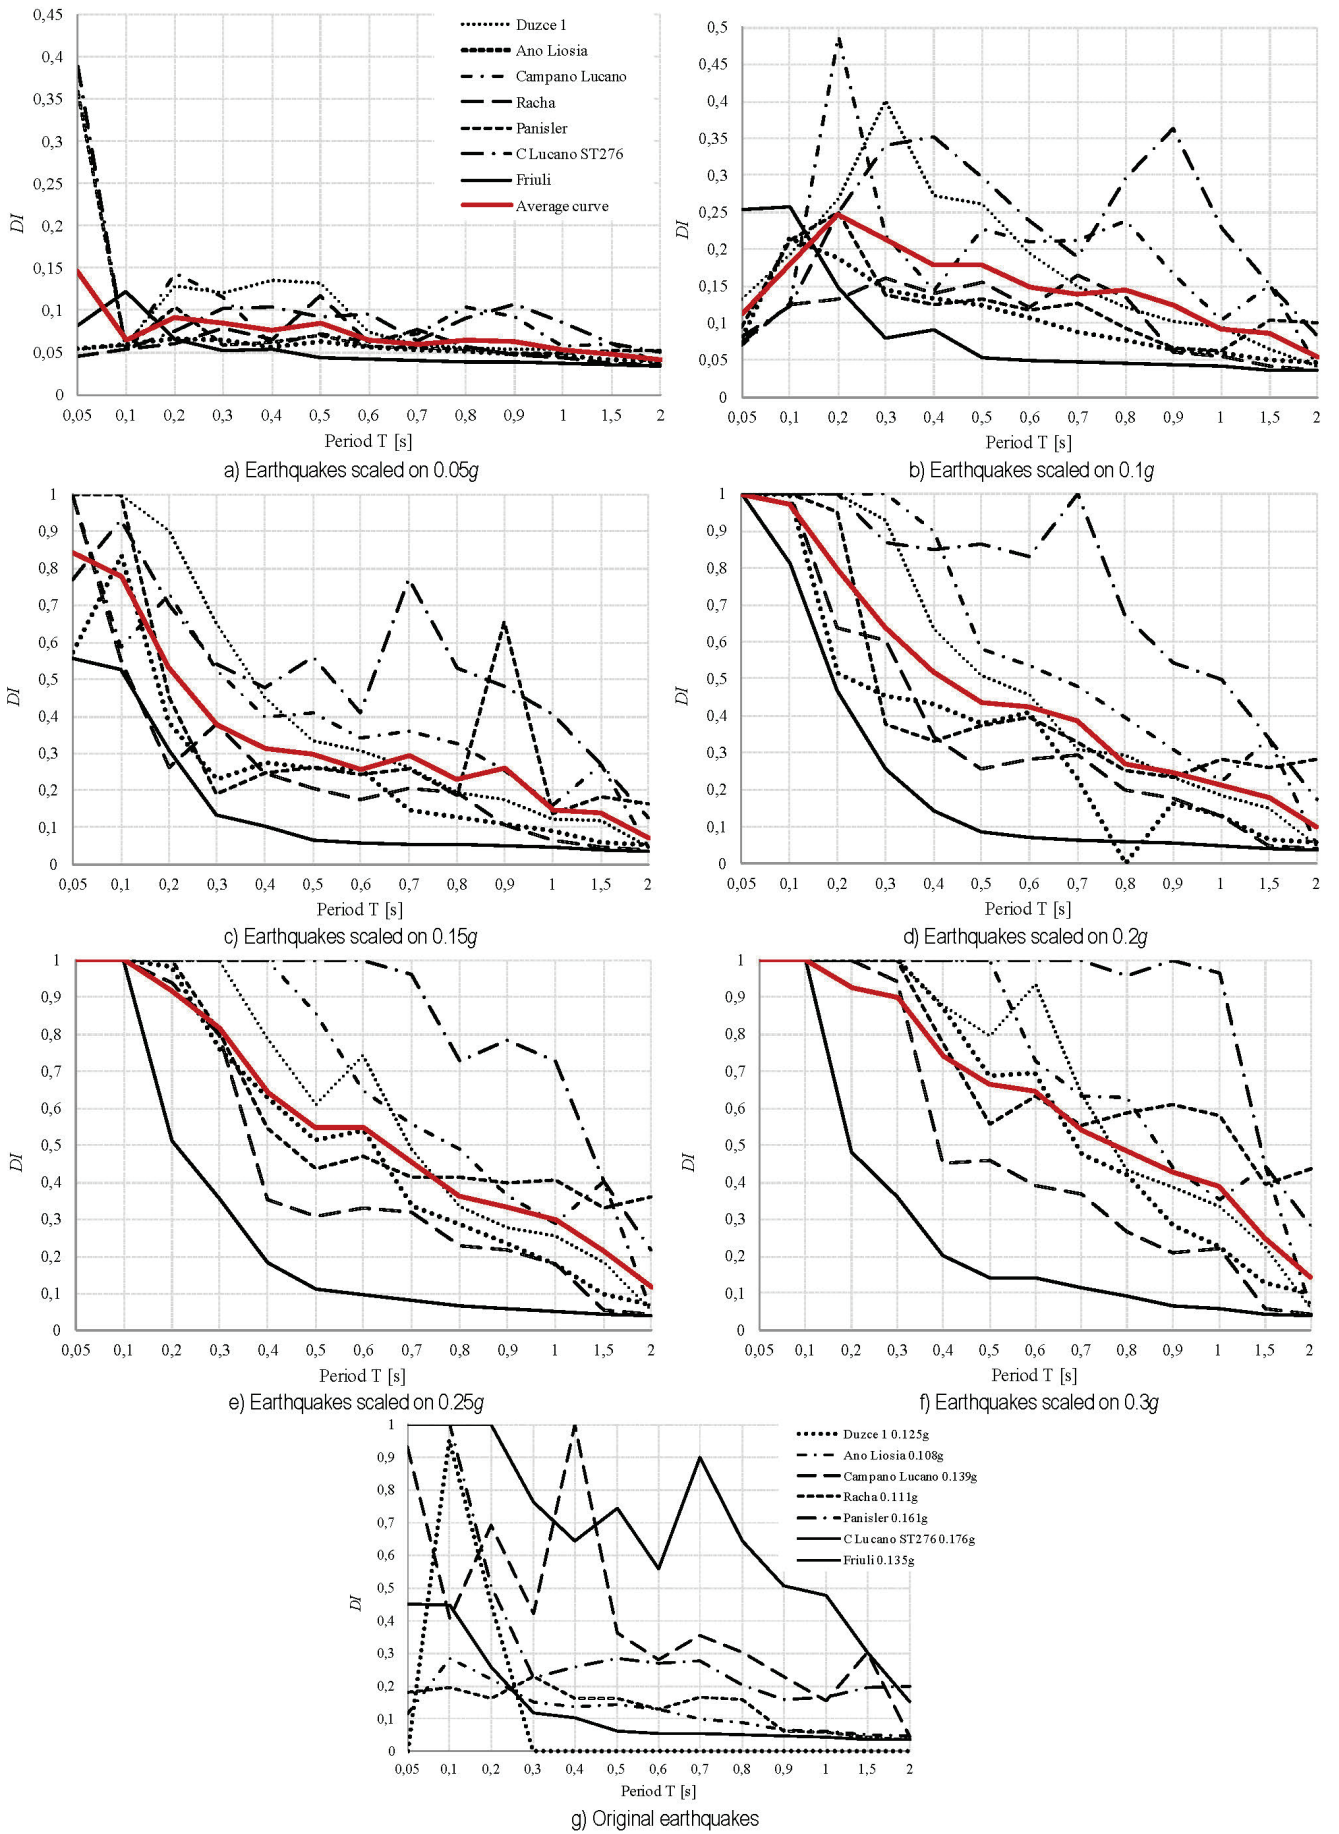 0,45
0,4
0,35
0,3
0,25
0,2
0,15
0,1
0,05
0
DI
Duzce 1
Ano Liosia
Campano Lucano
Racha
Panisler
C Lucano ST276
Friuli
Average curve
0,05 0,1 0,2 0,3 0,4 0,5 0,6 0,7 0,8 0,9 1 1,5 2
Period T [s]
a) Earthquakes scaled on 0.05g
0,5
0,45
0,4
0,35
0,3
0,25
0,2
0,15
0,1
0,05
0
DI
0,05 0,1 0,2 0,3 0,4 0,5 0,6 0,7 0,8 0,9 1 1,5 2
Period T [s]
b) Earthquakes scaled on 0.1g
1
0,9
0,8
0,7
0,6
0,5
0,4
0,3
0,2
0,1
0
DI
0,05 0,1 0,2 0,3 0,4 0,5 0,6 0,7 0,8 0,9 1 1,5 2
Period T [s]
c) Earthquakes scaled on 0.15g
1
0,9
0,8
0,7
0,6
0,5
0,4
0,3
0,2
0,1
0
DI
0,05 0,1 0,2 0,3 0,4 0,5 0,6 0,7 0,8 0,9 1 1,5 2
Period T [s]
d) Earthquakes scaled on 0.2g
1
0,9
0,8
0,7
0,6
0,5
0,4
0,3
0,2
0,1
0
DI
0,05 0,1 0,2 0,3 0,4 0,5 0,6 0,7 0,8 0,9 1 1,5 2
Period T [s]
e) Earthquakes scaled on 0.25g
1
0,9
0,8
0,7
0,6
0,5
0,4
0,3
0,2
0,1
0
DI
0,05 0,1 0,2 0,3 0,4 0,5 0,6 0,7 0,8 0,9 1 1,5 2
Period T [s]
f) Earthquakes scaled on 0.3g
1
0,9
0,8
0,7
0,6
0,5
0,4
0,3
0,2
0,1
0
DI
Duzce 1 0.125g
Ano Liosia 0.108g
Campano Lucano 0.139g
Racha 0.111g
Panisler 0.161g
C Lucano ST276 0.176g
Friuli 0.135g
0,05 0,1 0,2 0,3 0,4 0,5 0,6 0,7 0,8 0,9 1 1,5 2
Period T [s]
g) Original earthquakes